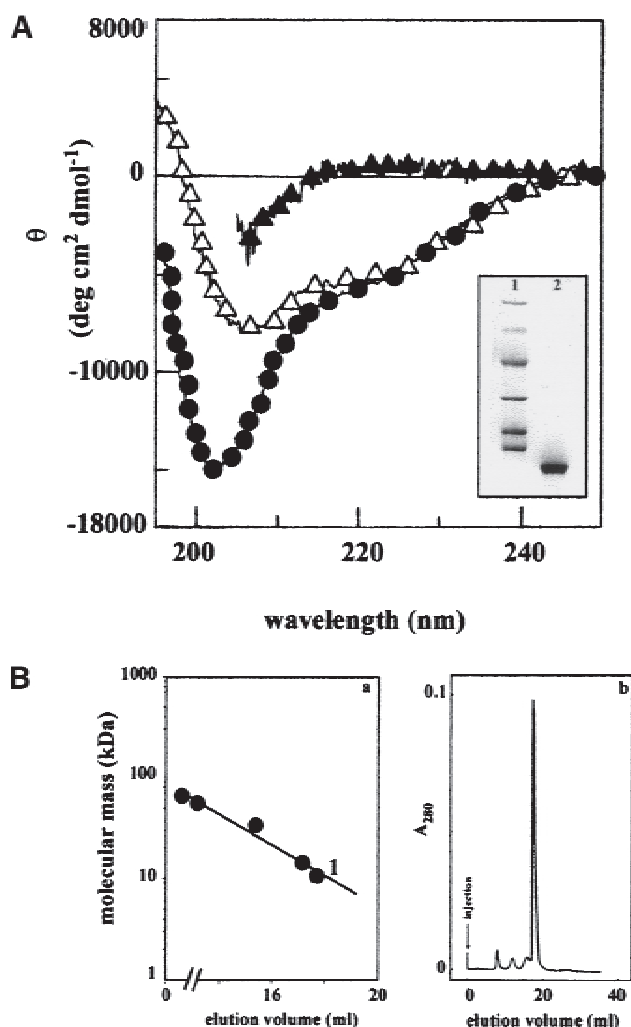 A
8000
0
-10000
-18000
θ
(deg cm² dmol⁻¹)
1 2
200 220 240
wavelength (nm)
B
1000
100
10
1
molecular mass (kDa)
a
1
0 16 20
elution volume (ml)
b
0.1
0
A₂₈₀
injection
0 20 40
elution volume (ml)